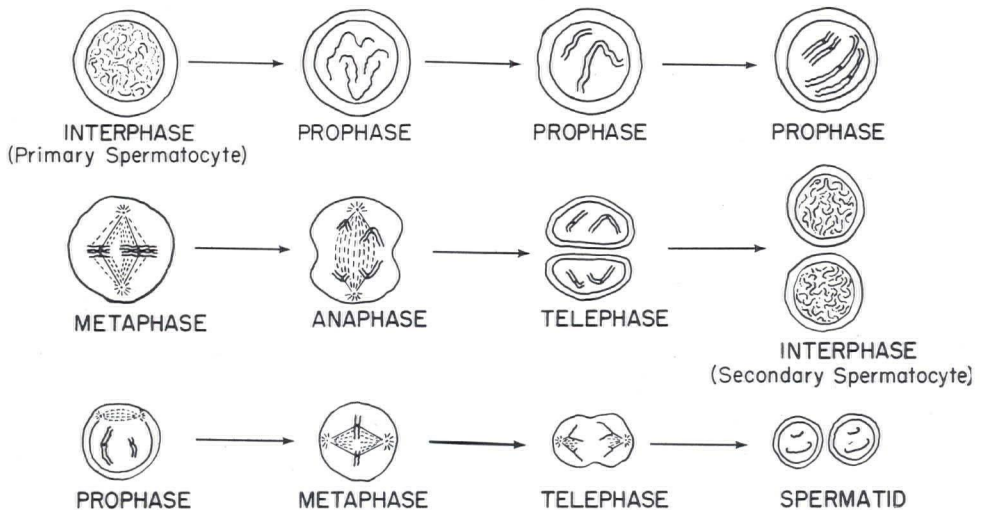 INTERPHASE
(Primary Spermatocyte)
PROPHASE
PROPHASE
PROPHASE
METAPHASE
ANAPHASE
TELEPHASE
INTERPHASE
(Secondary Spermatocyte)
PROPHASE
METAPHASE
TELEPHASE
SPERMATID